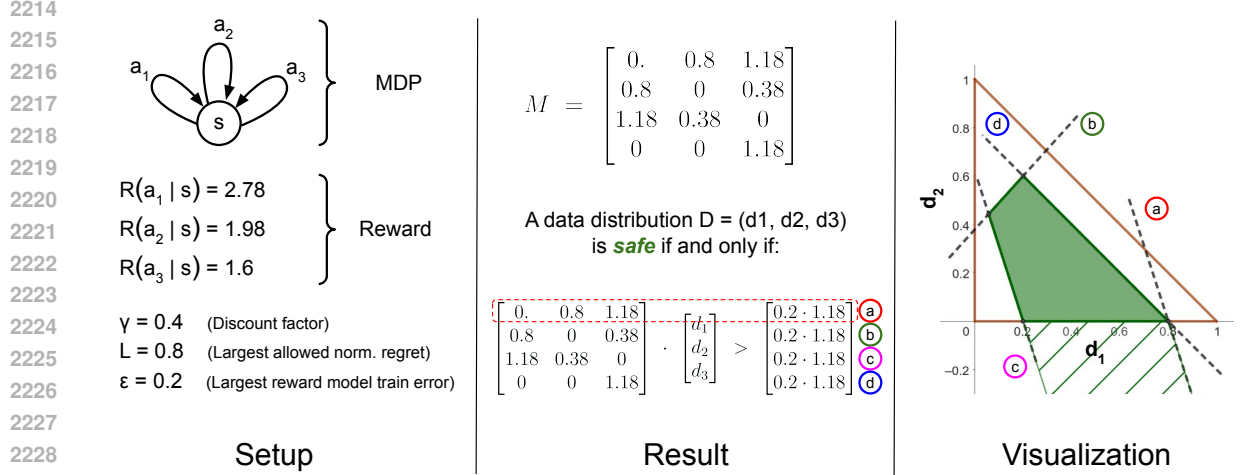 2214
2215
2216
2217
2218
2219
2220
2221
2222
2223
2224
2225
2226
2227
2228
a₁
a₂
a₃
s
MDP
R(a₁ | s) = 2.78
R(a₂ | s) = 1.98
R(a₃ | s) = 1.6
Reward
γ = 0.4 (Discount factor)
L = 0.8 (Largest allowed norm. regret)
ε = 0.2 (Largest reward model train error)
Setup
M =
0. 0.8 1.18
0.8 0 0.38
1.18 0.38 0
0 0 1.18
A data distribution D = (d1, d2, d3)
is safe if and only if:
0. 0.8 1.18
0.8 0 0.38
1.18 0.38 0
0 0 1.18
·
d₁
d₂
d₃
>
0.2 · 1.18 a
0.2 · 1.18 b
0.2 · 1.18 c
0.2 · 1.18 d
Result
1
0.8
0.6
0.4
0.2
0
−0.2
d₂
d
b
a
c
0.2 0.4 0.6 0.8 1
d₁
Visualization